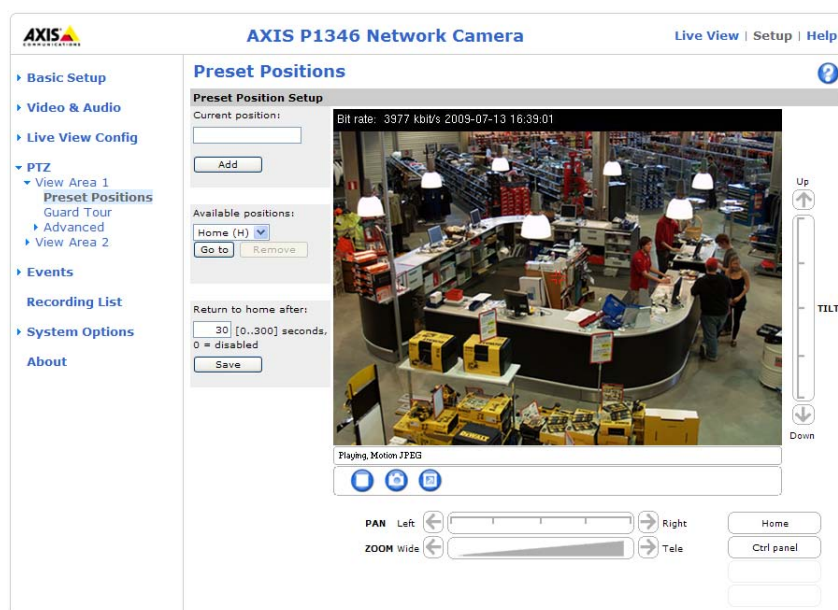 AXIS
COMMUNICATIONS
AXIS P1346 Network Camera
Live View | Setup | Help
Basic Setup
Video & Audio
Live View Config
PTZ
View Area 1
Preset Positions
Guard Tour
Advanced
View Area 2
Events
Recording List
System Options
About
Preset Positions
?
Preset Position Setup
Current position:
Add
Available positions:
Home (H)
Go to
Remove
Return to home after:
30 [0..300] seconds,
0 = disabled
Save
Bit rate: 3977 kbit/s 2009-07-13 16:39:01
DEWALT
Playing, Motion JPEG
Up
TILT
Down
PAN Left
Right
ZOOM Wide
Tele
Home
Ctrl panel